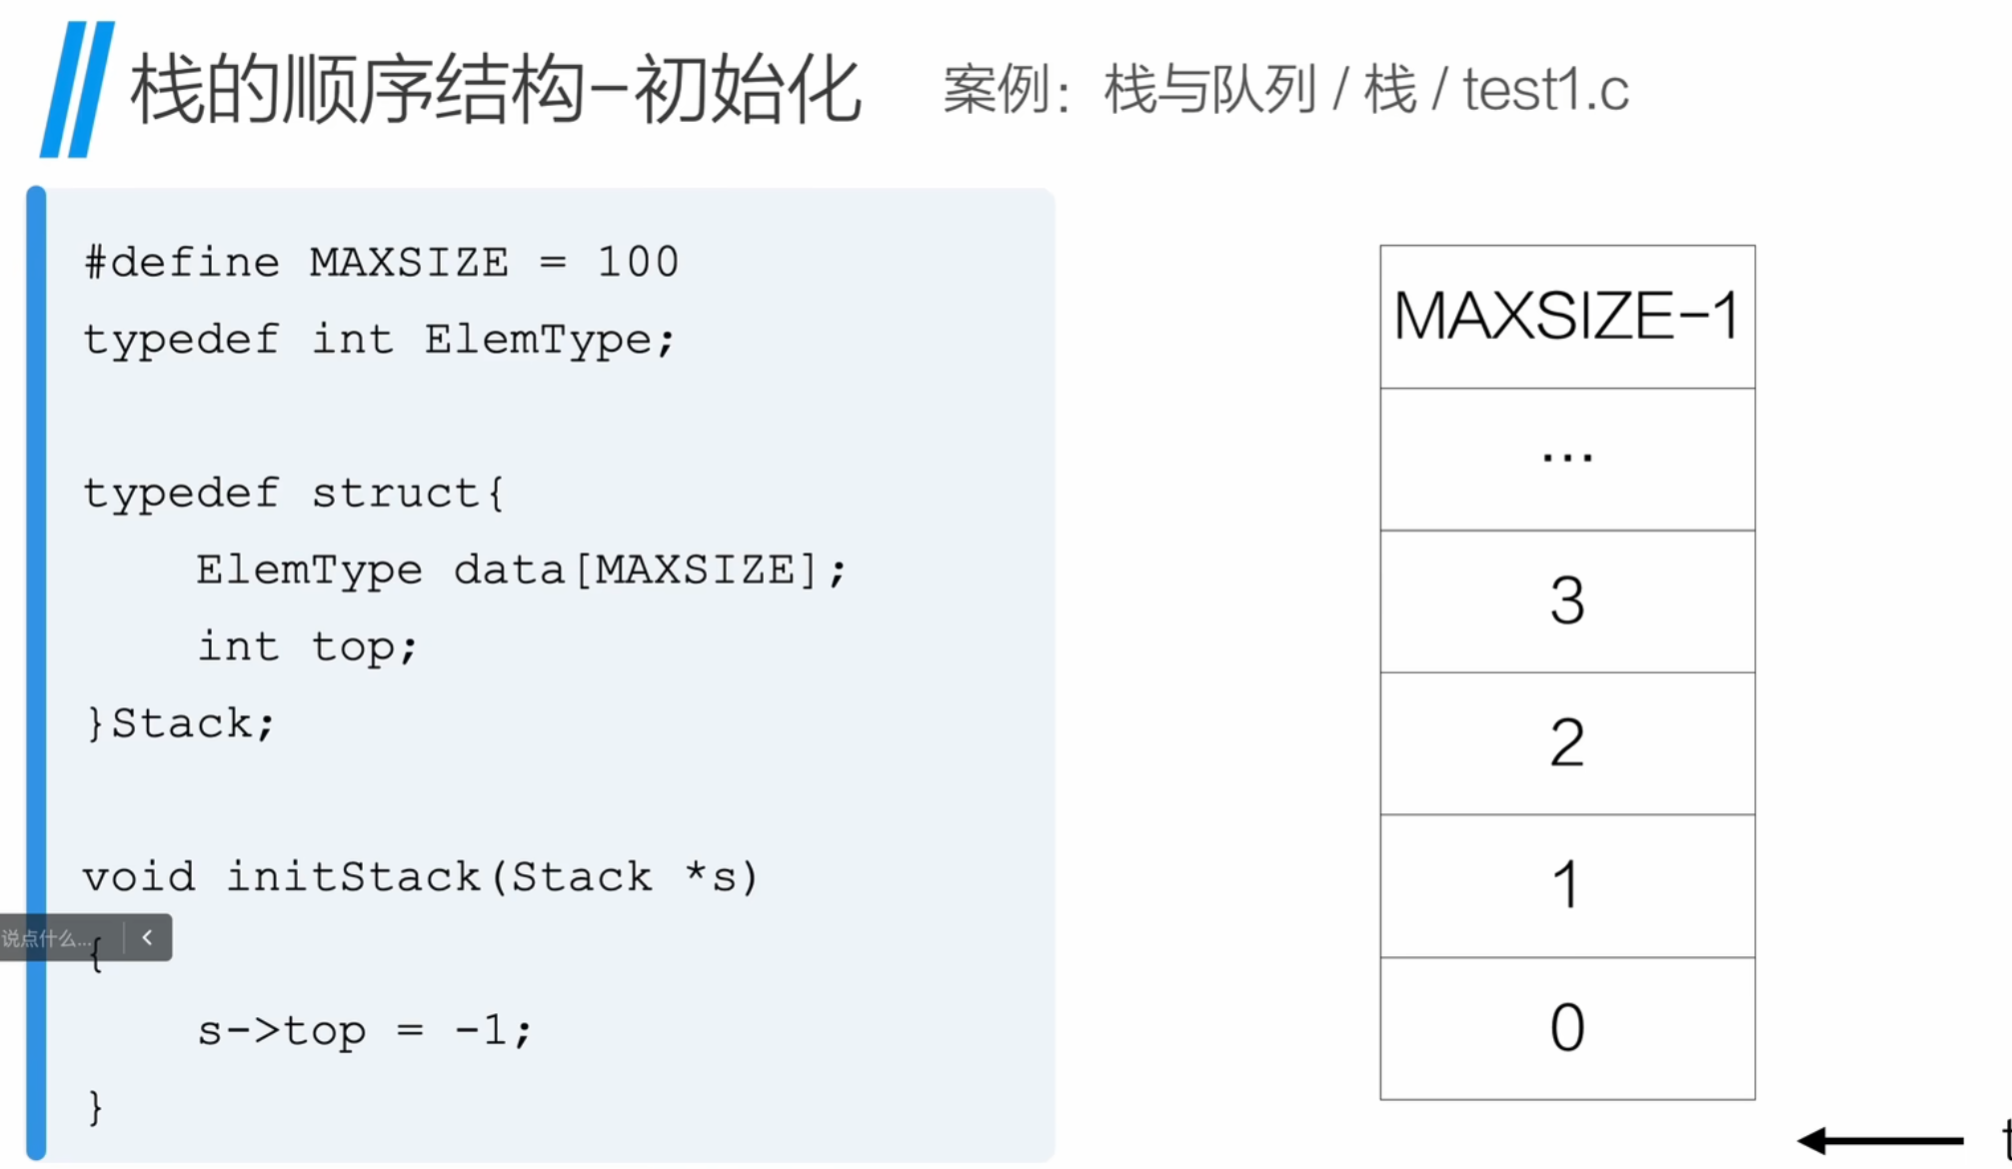 栈的顺序结构-初始化 案例：栈与队列 / 栈 / test1.c
#define MAXSIZE = 100
typedef int ElemType;
typedef struct{
ElemType data[MAXSIZE];
int top;
}Stack;
void initStack(Stack *s)
说点什么...
{
s->top = -1;
}
MAXSIZE-1
...
3
2
1
0